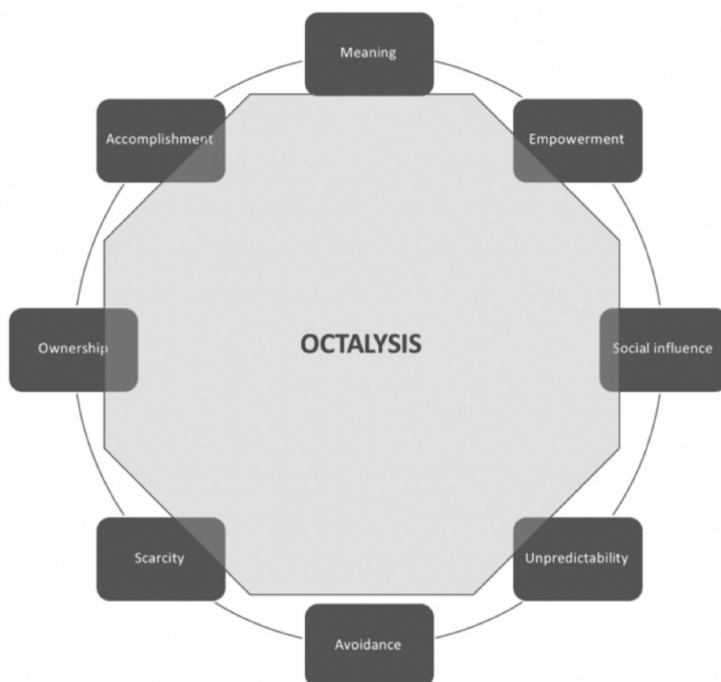 Meaning
Accomplishment
Empowerment
Ownership
OCTALYSIS
Social influence
Scarcity
Unpredictability
Avoidance